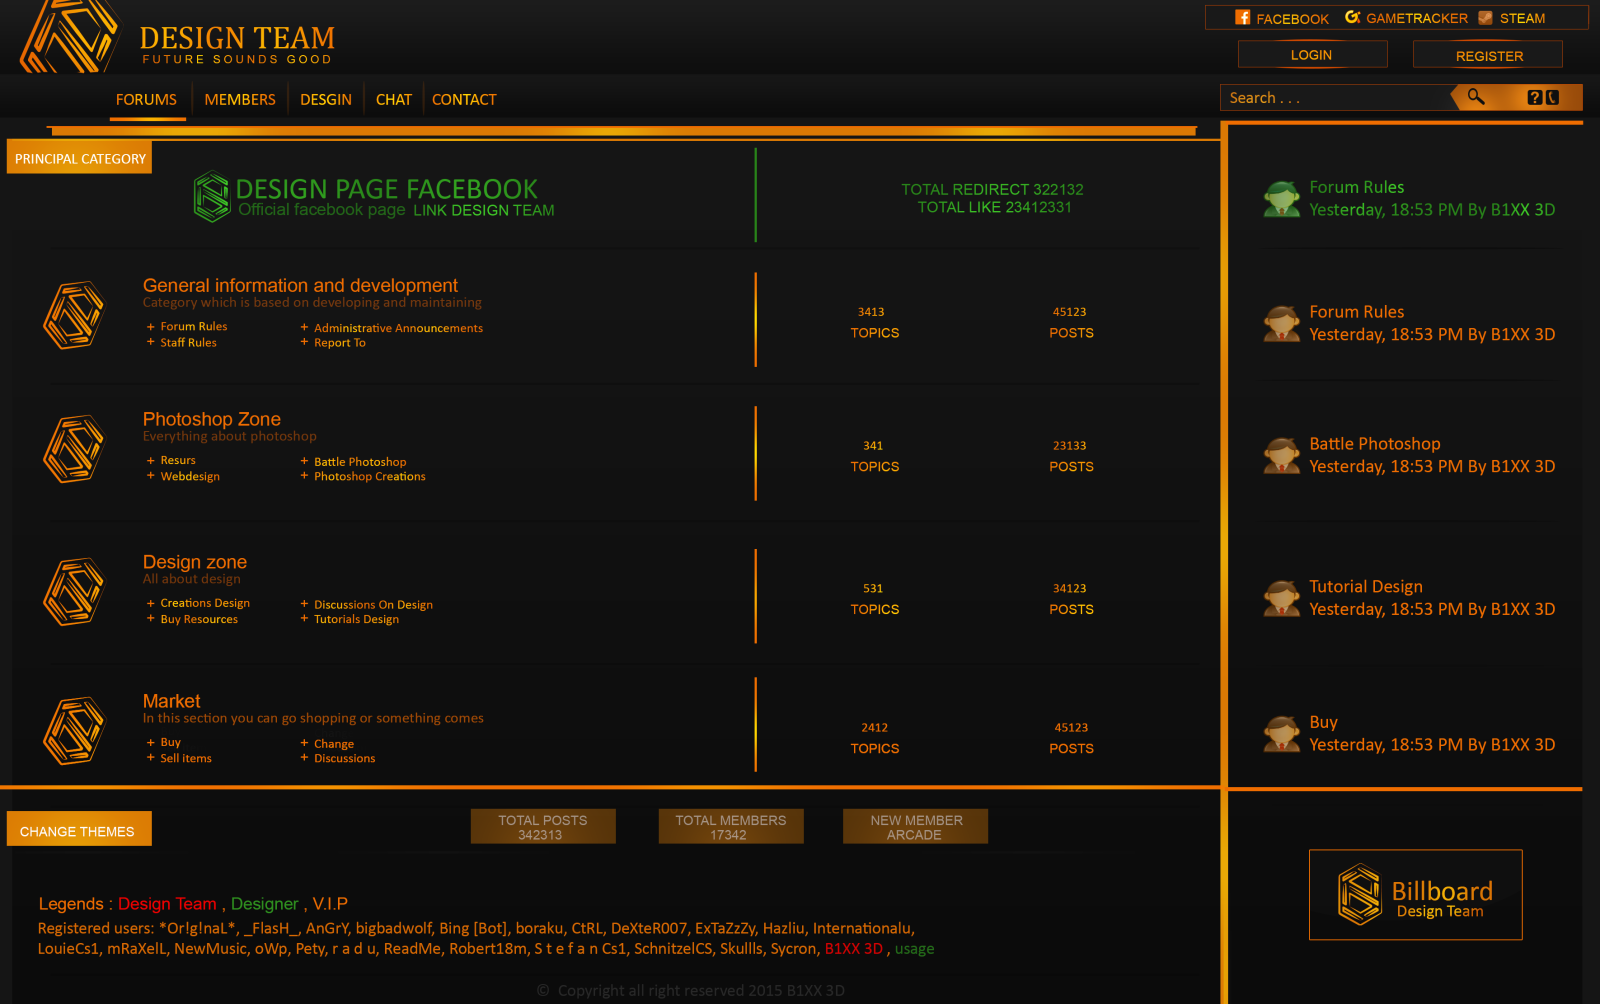 DESIGN TEAM
FUTURE SOUNDS GOOD
FACEBOOK GAMETRACKER STEAM
LOGIN REGISTER
FORUMS MEMBERS DESGIN CHAT CONTACT
Search . . .
PRINCIPAL CATEGORY
DESIGN PAGE FACEBOOK
Official facebook page LINK DESIGN TEAM
TOTAL REDIRECT 322132
TOTAL LIKE 23412331
Forum Rules
Yesterday, 18:53 PM By B1XX 3D
General information and development
Category which is based on developing and maintaining
+ Forum Rules + Administrative Announcements
+ Staff Rules + Report To
3413 45123
TOPICS POSTS
Forum Rules
Yesterday, 18:53 PM By B1XX 3D
Photoshop Zone
Everything about photoshop
+ Resurs + Battle Photoshop
+ Webdesign + Photoshop Creations
341 23133
TOPICS POSTS
Battle Photoshop
Yesterday, 18:53 PM By B1XX 3D
Design zone
All about design
+ Creations Design + Discussions On Design
+ Buy Resources + Tutorials Design
531 34123
TOPICS POSTS
Tutorial Design
Yesterday, 18:53 PM By B1XX 3D
Market
In this section you can go shopping or something comes
+ Buy + Change
+ Sell items + Discussions
2412 45123
TOPICS POSTS
Buy
Yesterday, 18:53 PM By B1XX 3D
CHANGE THEMES
TOTAL POSTS
342313
TOTAL MEMBERS
17342
NEW MEMBER
ARCADE
Legends : Design Team , Designer , V.I.P
Registered users: *Or!g!naL*, _FlasH_, AnGrY, bigbadwolf, Bing [Bot], boraku, CtRL, DeXteR007, ExTaZzZy, Hazliu, Internationalu,
LouieCs1, mRaXelL, NewMusic, oWp, Pety, r a d u, ReadMe, Robert18m, S t e f a n Cs1, SchnitzelCS, Skullls, Sycron, B1XX 3D , usage
Billboard
Design Team
© Copyright all right reserved 2015 B1XX 3D